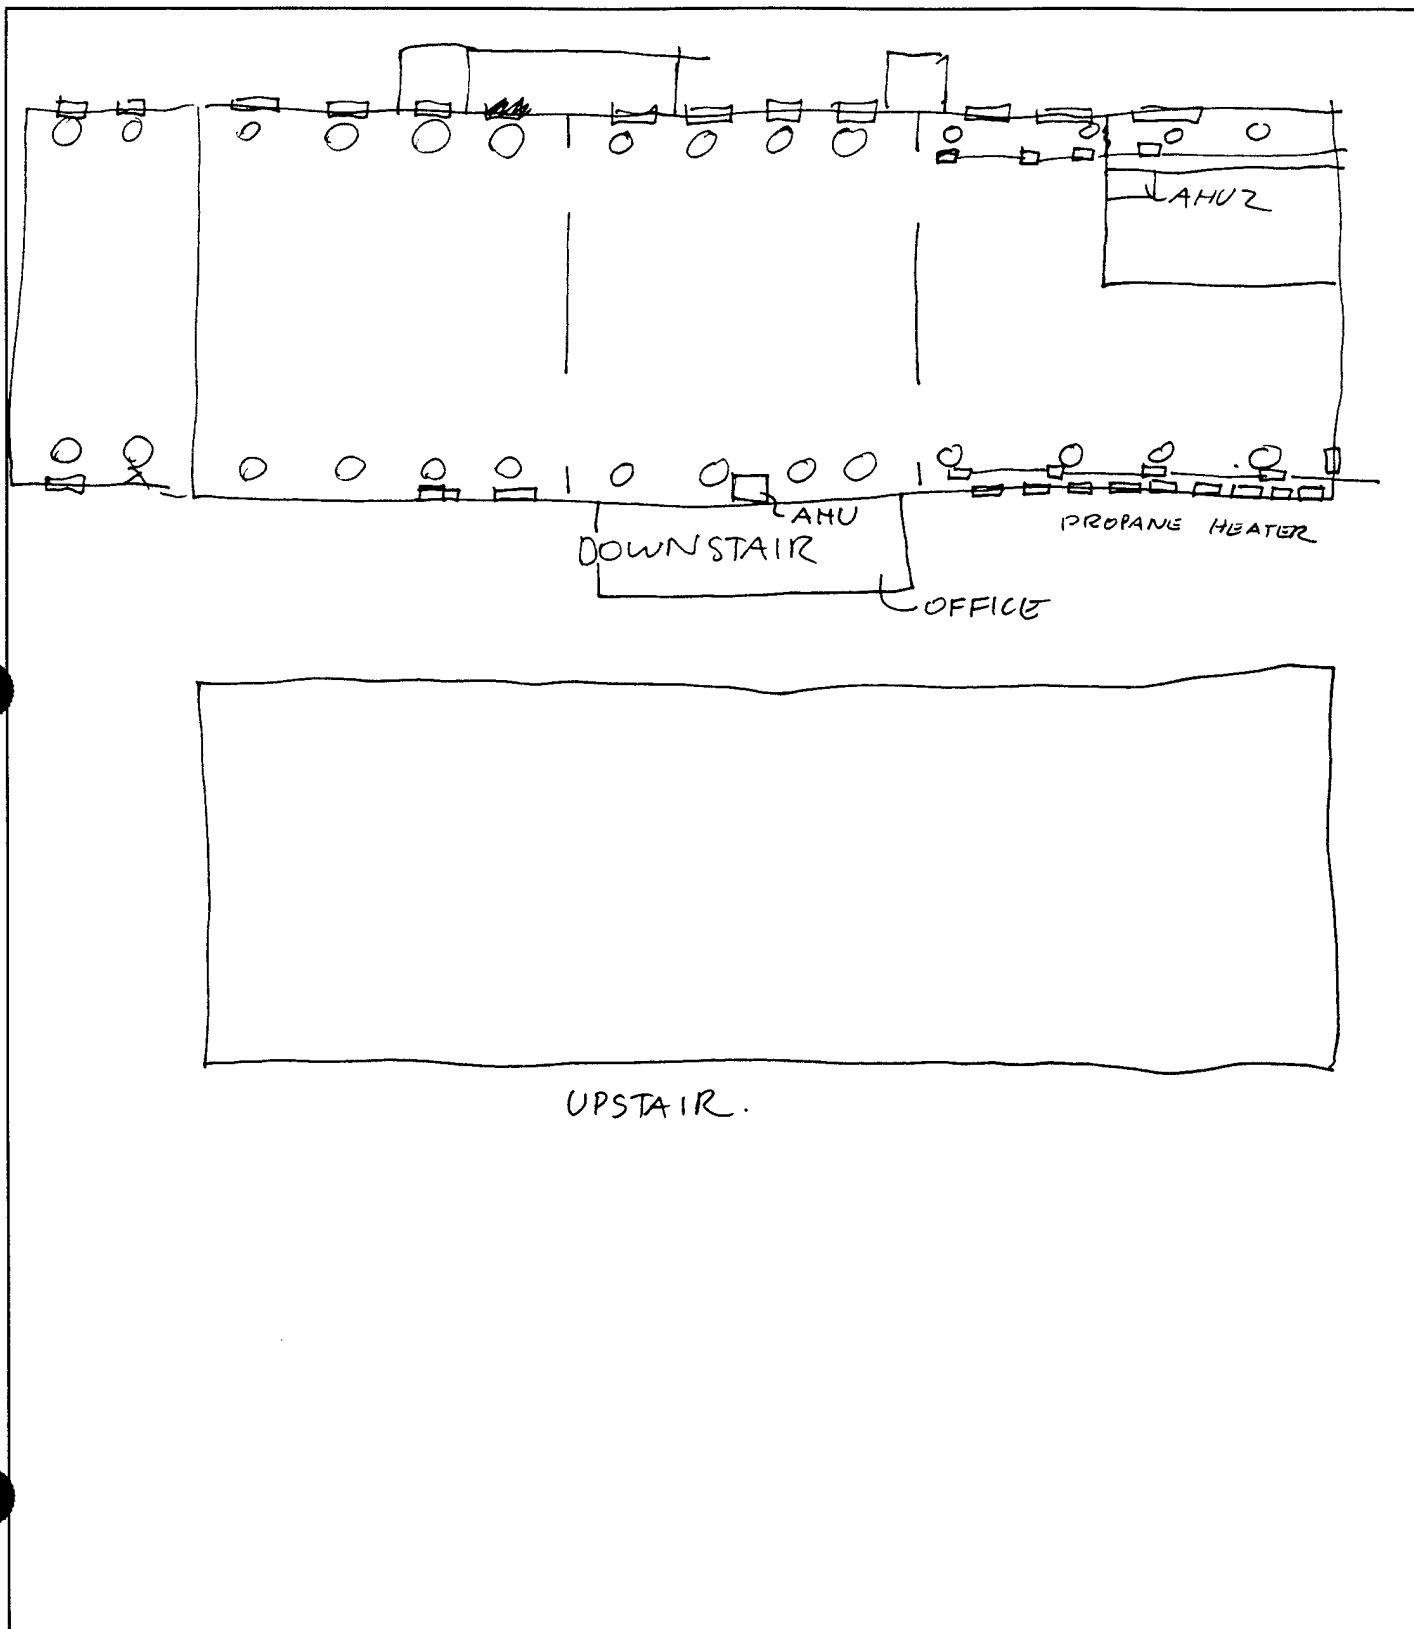 AHU2
AHU
PROPANE HEATER
DOWNSTAIR
OFFICE
UPSTAIR.